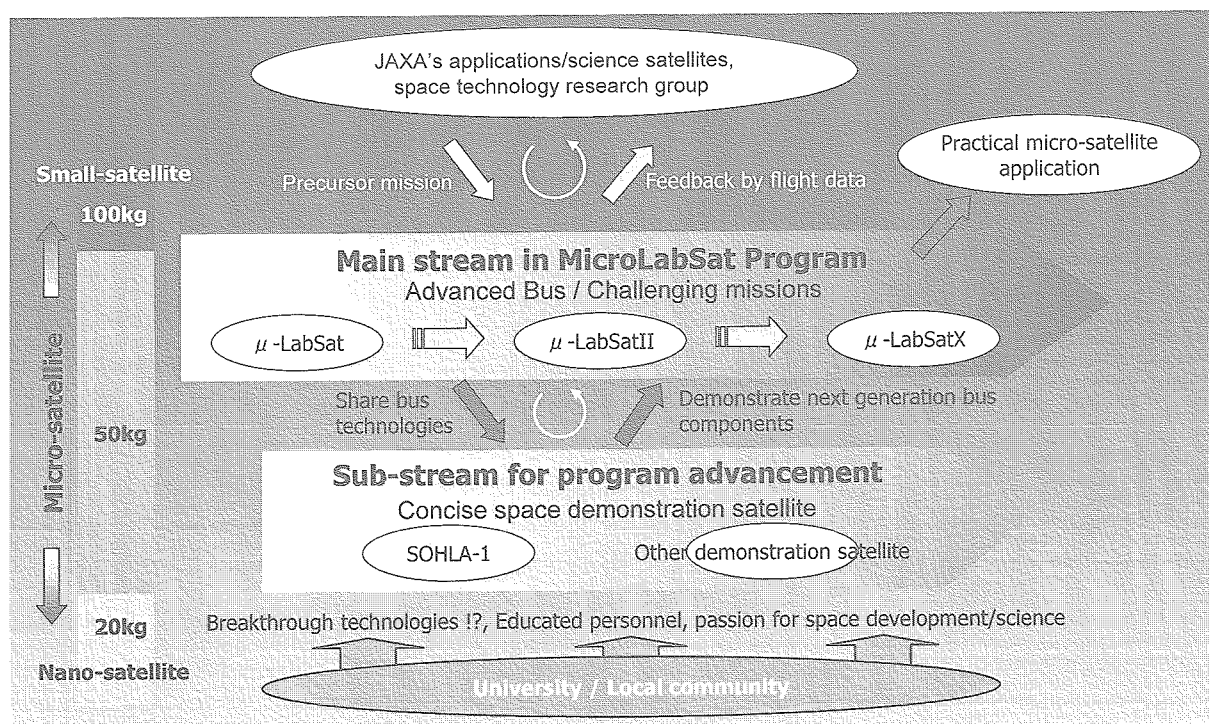 JAXA's applications/science satellites,
space technology research group
Practical micro-satellite
application
Small-satellite
100kg
Precursor mission
Feedback by flight data
Main stream in MicroLabSat Program
Advanced Bus / Challenging missions
μ-LabSat
μ-LabSatII
μ-LabSatX
Micro-satellite
Share bus
technologies
Demonstrate next generation bus
components
50kg
Sub-stream for program advancement
Concise space demonstration satellite
SOHLA-1
Other demonstration satellite
20kg
Breakthrough technologies !?, Educated personnel, passion for space development/science
Nano-satellite
University / Local community